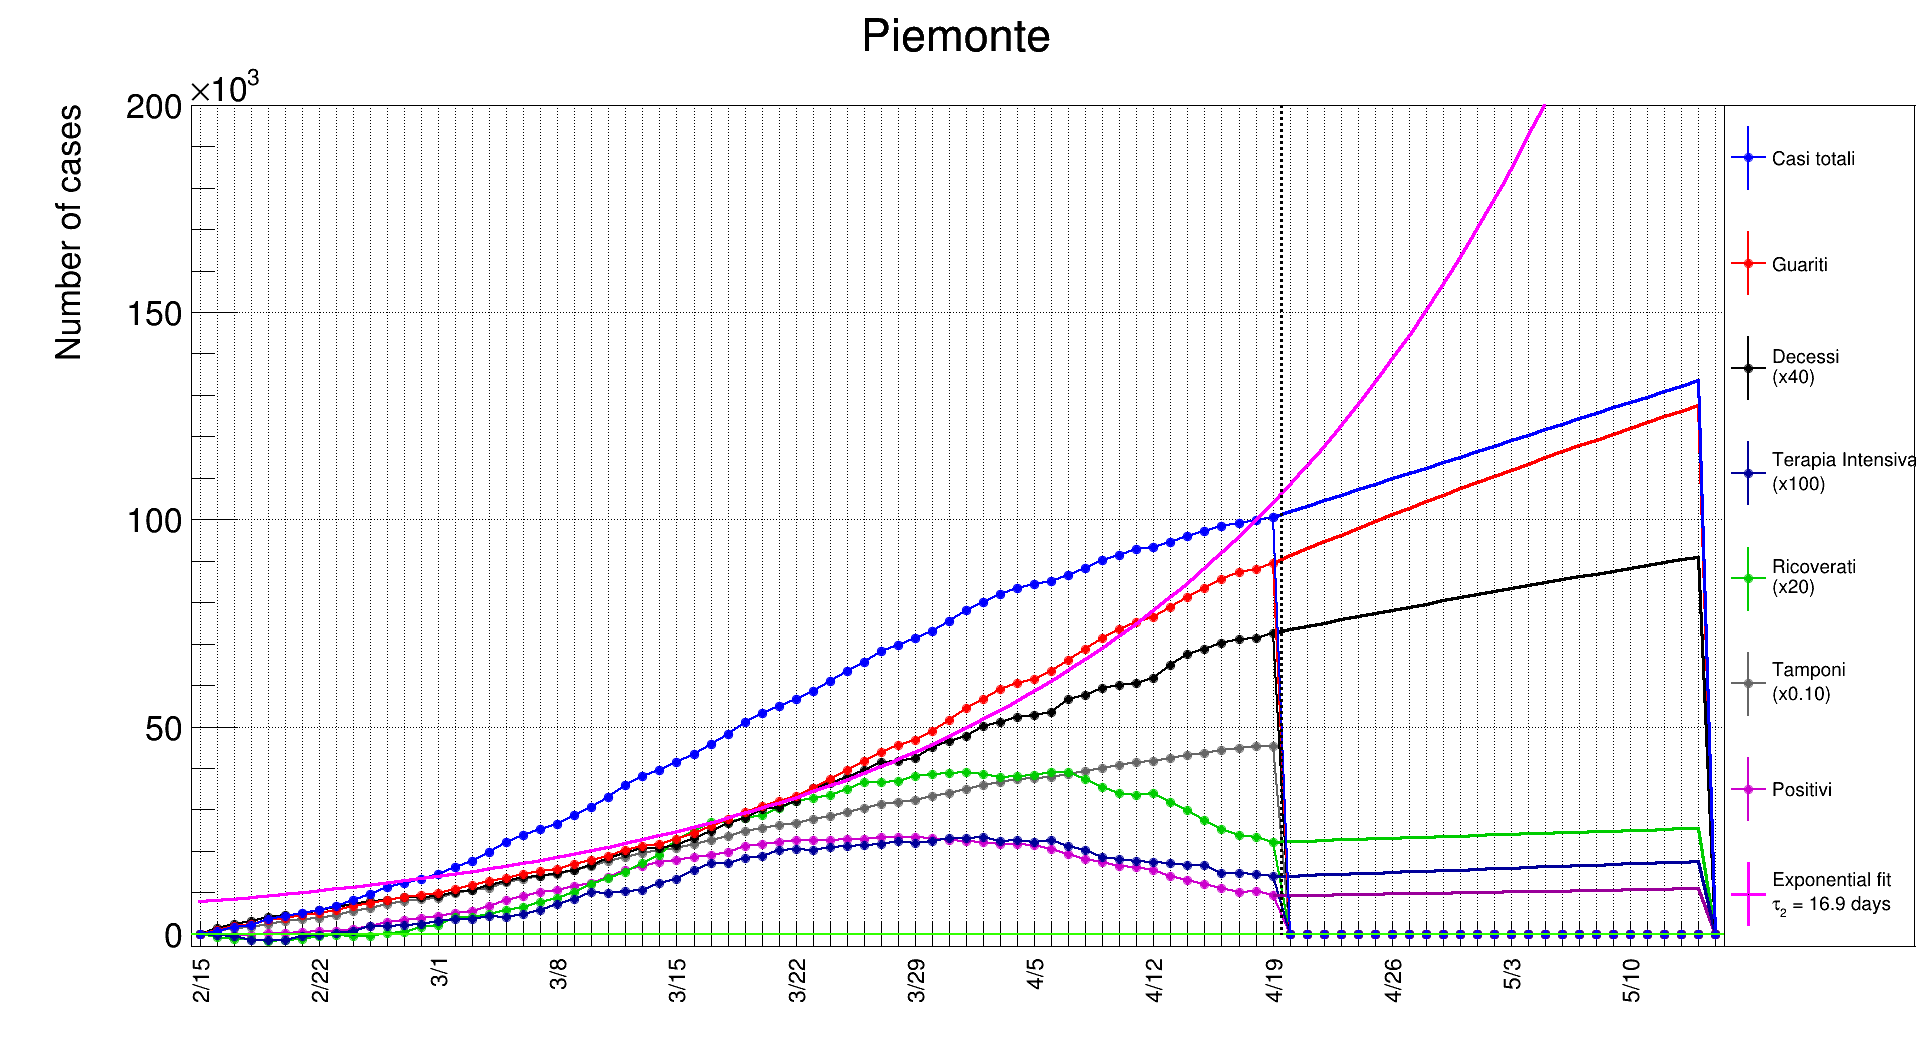 Piemonte
×10³
Number of cases
200
150
100
50
0
2/15
2/22
3/1
3/8
3/15
3/22
3/29
4/5
4/12
4/19
4/26
5/3
5/10
Casi totali
Guariti
Decessi
(x40)
Terapia Intensiva
(x100)
Ricoverati
(x20)
Tamponi
(x0.10)
Positivi
Exponential fit
τ₂ = 16.9 days